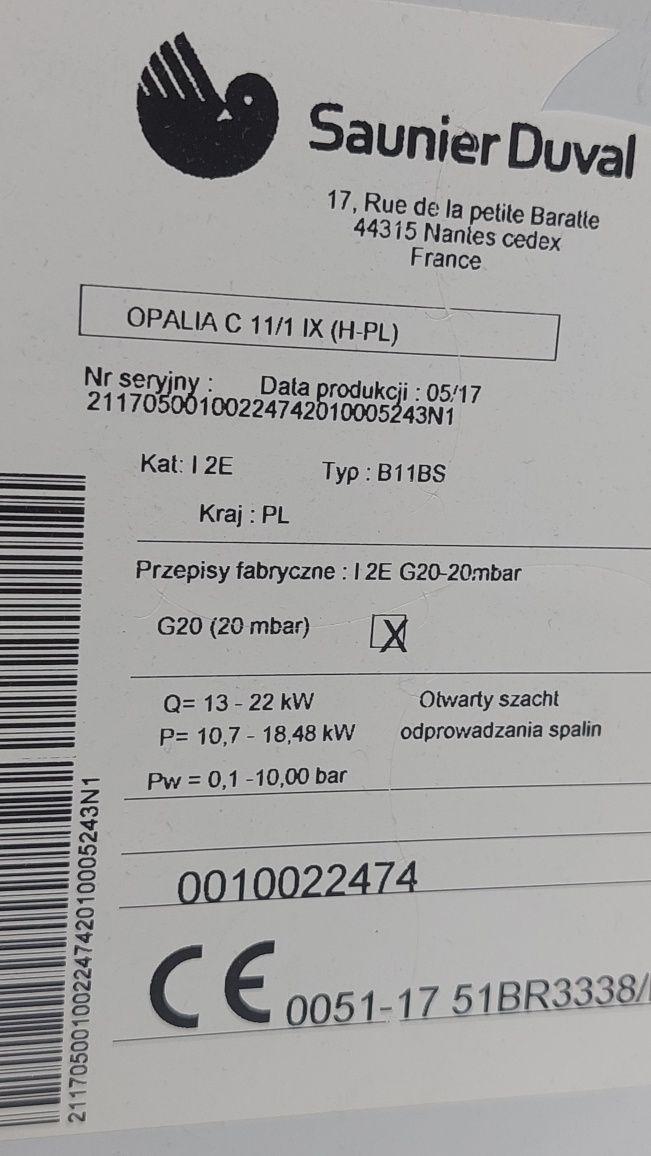 Saunier Duval
17, Rue de la petite Baratte
44315 Nantes cedex
France
OPALIA C 11/1 IX (H-PL)
Nr seryjny : Data produkcji : 05/17
21170500100224742010005243N1
Kat: I 2E Typ : B11BS
Kraj : PL
Przepisy fabryczne : I 2E G20-20mbar
G20 (20 mbar) X
Q= 13 - 22 kW Otwarty szacht
P= 10,7 - 18,48 kW odprowadzania spalin
Pw = 0,1 -10,00 bar
0010022474
CE 0051-17 51BR3338/
21170500100224742010005243N1